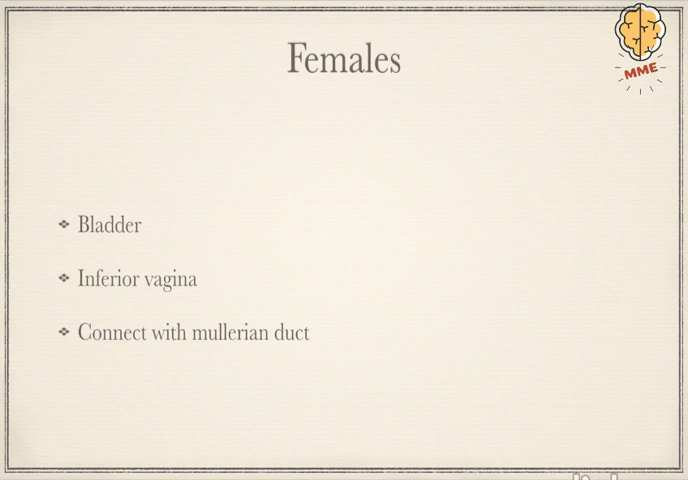 Females
MME
Bladder
Inferior vagina
Connect with mullerian duct